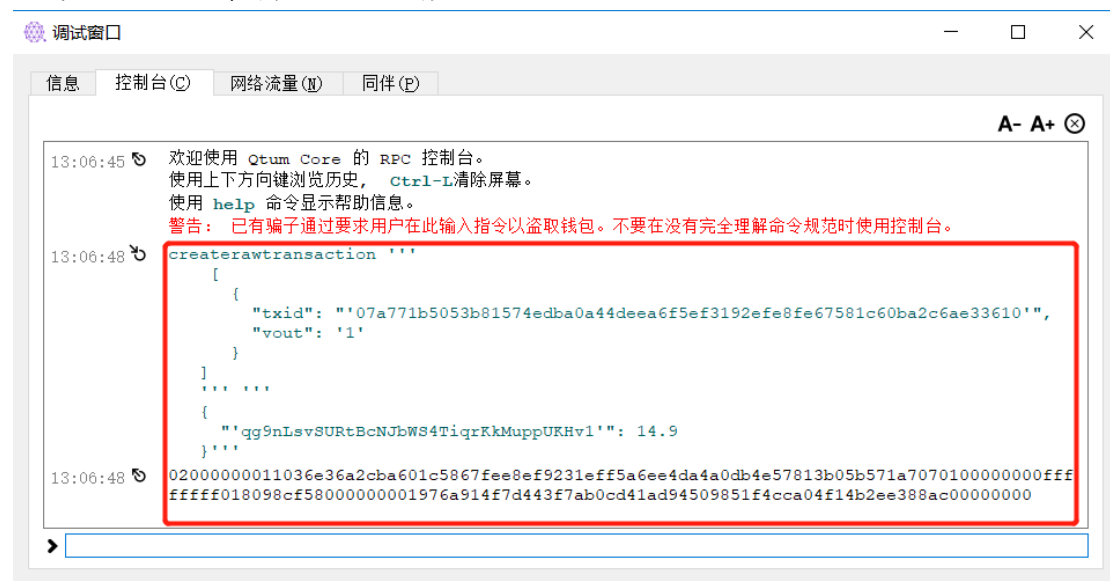 调试窗口
信息 控制台(C) 网络流量(N) 同伴(P)
A- A+
13:06:45 欢迎使用 Qtum Core 的 RPC 控制台。
使用上下方向键浏览历史, Ctrl-L清除屏幕。
使用 help 命令显示帮助信息。
警告: 已有骗子通过要求用户在此输入指令以盗取钱包。不要在没有完全理解命令规范时使用控制台。
13:06:48 createrawtransaction '''
[
{
"txid": "'07a771b5053b81574edba0a44deea6f5ef3192efe8fe67581c60ba2c6ae33610'",
"vout": '1'
}
]
''' '''
{
"'qg9nLsvSURtBcNJbWS4TiqrKkMuppUKHv1'": 14.9
}'''
13:06:48 02000000011036e36a2cba601c5867fee8ef9231eff5a6ee4da4a0db4e57813b05b571a7070100000000fff
fffff018098cf58000000001976a914f7d443f7ab0cd41ad94509851f4cca04f14b2ee388ac00000000